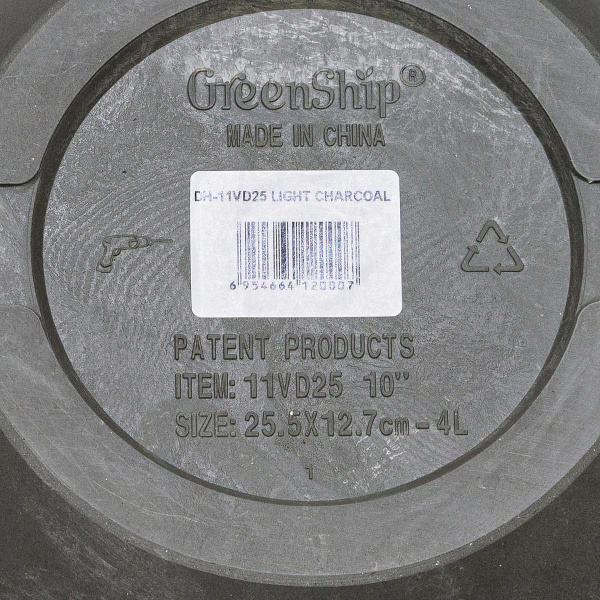 GreenShip®
MADE IN CHINA
DH-11VD25 LIGHT CHARCOAL
6 954664 120007
PATENT PRODUCTS
ITEM: 11VD25 10"
SIZE: 25.5X12.7cm - 4L
1